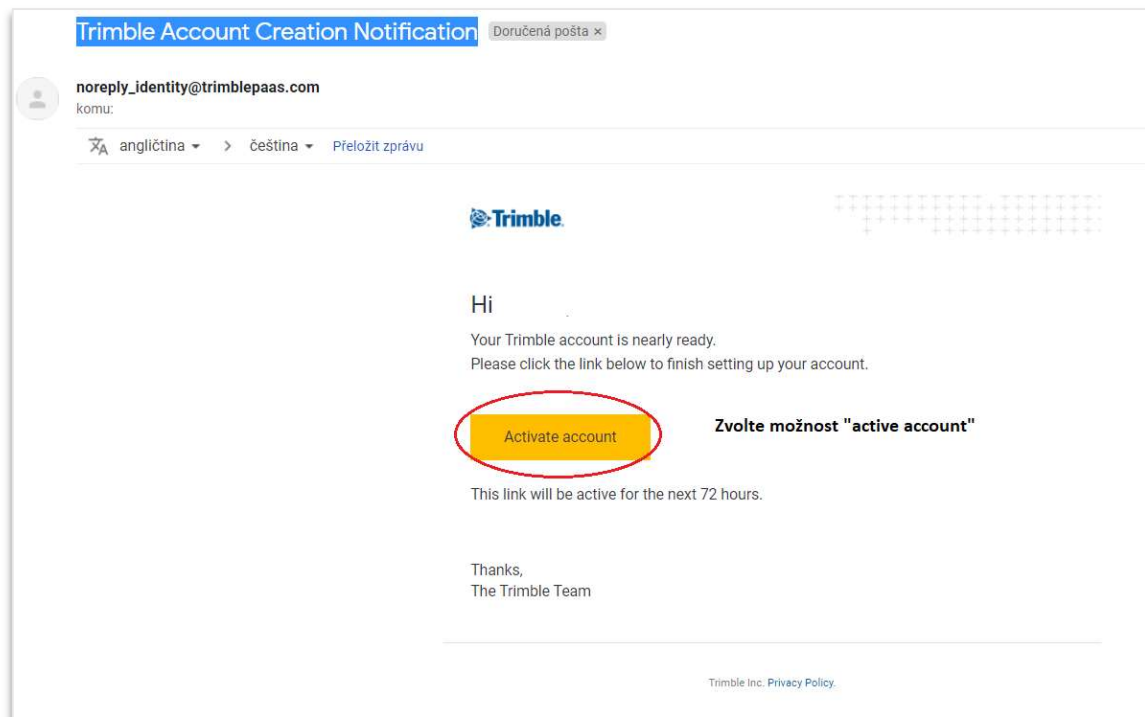 Trimble Account Creation Notification Doručená pošta ×
noreply_identity@trimblepaas.com
komu:
angličtina > čeština Přeložit zprávu
Trimble.
Hi
Your Trimble account is nearly ready.
Please click the link below to finish setting up your account.
Activate account
Zvolte možnost "active account"
This link will be active for the next 72 hours.
Thanks,
The Trimble Team
Trimble Inc. Privacy Policy.